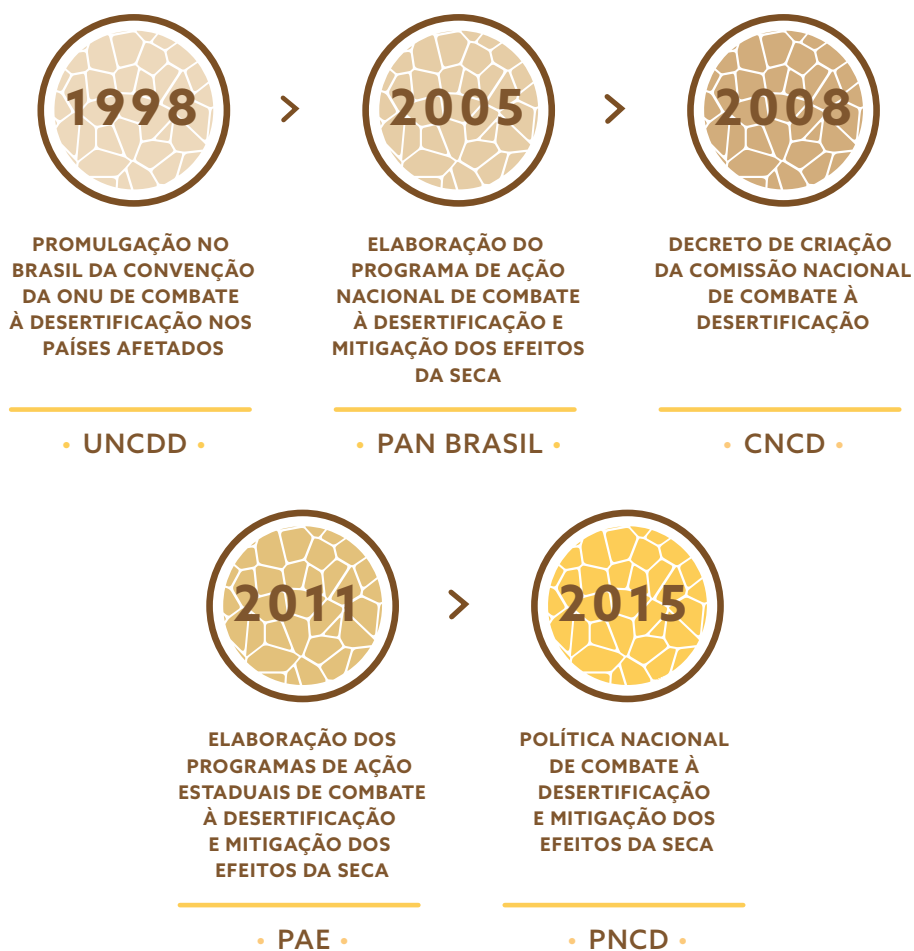 1998
>
2005
>
2008
PROMULGAÇÃO NO
BRASIL DA CONVENÇÃO
DA ONU DE COMBATE
À DESERTIFICAÇÃO NOS
PAÍSES AFETADOS
• UNCDD •
ELABORAÇÃO DO
PROGRAMA DE AÇÃO
NACIONAL DE COMBATE
À DESERTIFICAÇÃO E
MITIGAÇÃO DOS EFEITOS
DA SECA
• PAN BRASIL •
DECRETO DE CRIAÇÃO
DA COMISSÃO NACIONAL
DE COMBATE À
DESERTIFICAÇÃO
• CNCD •
2011
>
2015
ELABORAÇÃO DOS
PROGRAMAS DE AÇÃO
ESTADUAIS DE COMBATE
À DESERTIFICAÇÃO
E MITIGAÇÃO DOS
EFEITOS DA SECA
• PAE •
POLÍTICA NACIONAL
DE COMBATE À
DESERTIFICAÇÃO
E MITIGAÇÃO DOS
EFEITOS DA SECA
• PNCD •